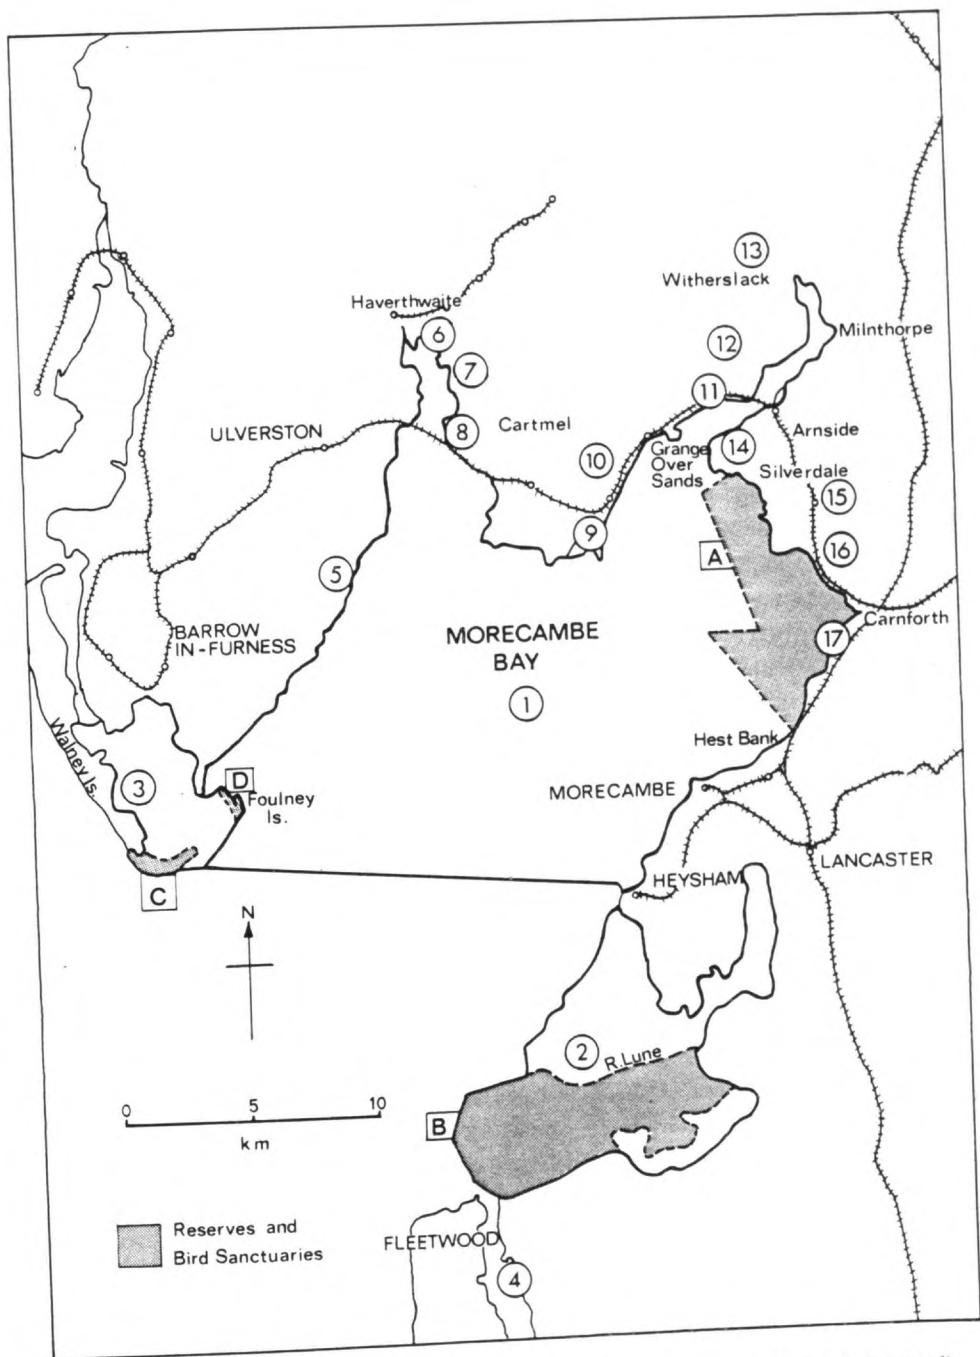 13
Witherslack
Haverthwaite
Milnthorpe
6
12
7
11
ULVERSTON
8
Cartmel
Arnside
10
Grange
Over
Sands
14
Silverdale
15
9
A
16
5
BARROW
IN-FURNESS
MORECAMBE
BAY
Carnforth
17
1
Walney Is.
Hest Bank
3
D
Foulney
Is.
MORECAMBE
LANCASTER
C
HEYSHAM
N
2
R. Lune
0 5 10
km
B
Reserves and
Bird Sanctuaries
FLEETWOOD
4